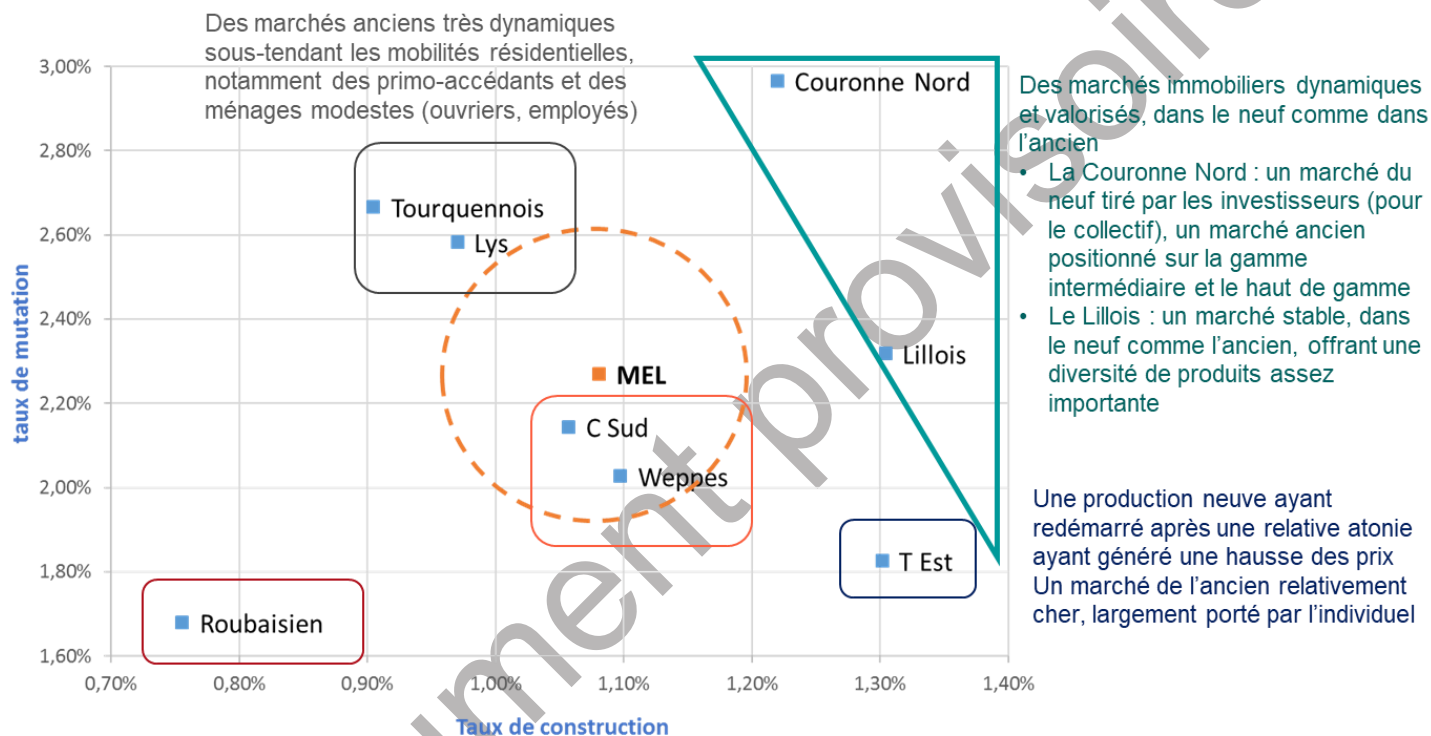 Des marchés anciens très dynamiques
sous-tendant les mobilités résidentielles,
notamment des primo-accédants et des
ménages modestes (ouvriers, employés)
3,00%
2,80%
2,60%
2,40%
2,20%
2,00%
1,80%
1,60%
taux de mutation
Couronne Nord
Tourquennois
Lys
MEL
Lillois
C Sud
Weppes
T Est
Roubaisien
0,70%
0,80%
0,90%
1,00%
1,10%
1,20%
1,30%
1,40%
Taux de construction
Des marchés immobiliers dynamiques
et valorisés, dans le neuf comme dans
l’ancien
• La Couronne Nord : un marché du
neuf tiré par les investisseurs (pour
le collectif), un marché ancien
positionné sur la gamme
intermédiaire et le haut de gamme
• Le Lillois : un marché stable, dans
le neuf comme l’ancien, offrant une
diversité de produits assez
importante
Une production neuve ayant
redémarré après une relative atonie
ayant généré une hausse des prix
Un marché de l’ancien relativement
cher, largement porté par l’individuel
ument provisoire